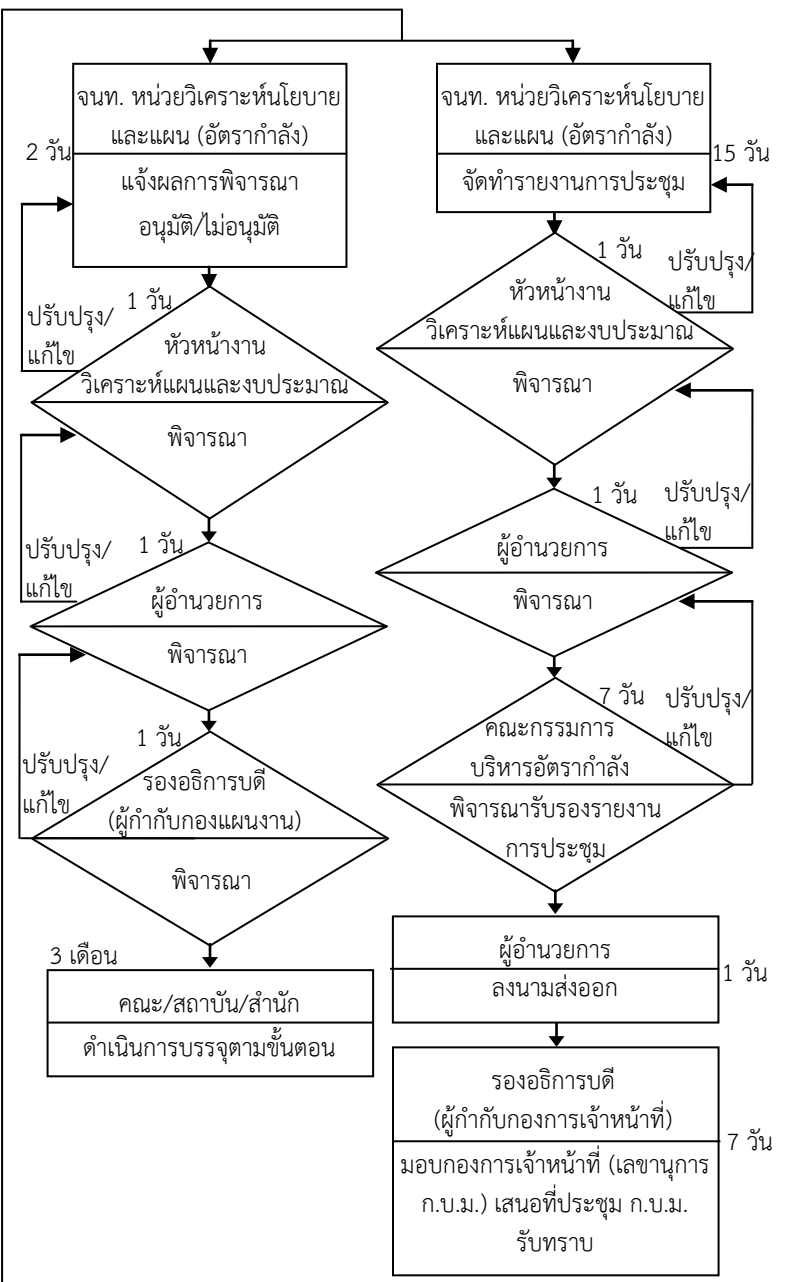 จนท. หน่วยวิเคราะห์นโยบาย
และแผน (อัตรากำลัง)
2 วัน
แจ้งผลการพิจารณา
อนุมัติ/ไม่อนุมัติ
1 วัน
ปรับปรุง/
แก้ไข
หัวหน้างาน
วิเคราะห์แผนและงบประมาณ
พิจารณา
1 วัน
ปรับปรุง/
แก้ไข
ผู้อำนวยการ
พิจารณา
1 วัน
ปรับปรุง/
แก้ไข
รองอธิการบดี
(ผู้กำกับกองแผนงาน)
พิจารณา
3 เดือน
คณะ/สถาบัน/สำนัก
ดำเนินการบรรจุตามขั้นตอน
จนท. หน่วยวิเคราะห์นโยบาย
และแผน (อัตรากำลัง)
15 วัน
จัดทำรายงานการประชุม
1 วัน
ปรับปรุง/
แก้ไข
หัวหน้างาน
วิเคราะห์แผนและงบประมาณ
พิจารณา
1 วัน
ปรับปรุง/
แก้ไข
ผู้อำนวยการ
พิจารณา
7 วัน
ปรับปรุง/
แก้ไข
คณะกรรมการ
บริหารอัตรากำลัง
พิจารณารับรองรายงาน
การประชุม
ผู้อำนวยการ
ลงนามส่งออก
1 วัน
รองอธิการบดี
(ผู้กำกับกองการเจ้าหน้าที่)
7 วัน
มอบกองการเจ้าหน้าที่ (เลขานุการ
ก.บ.ม.) เสนอที่ประชุม ก.บ.ม.
รับทราบ